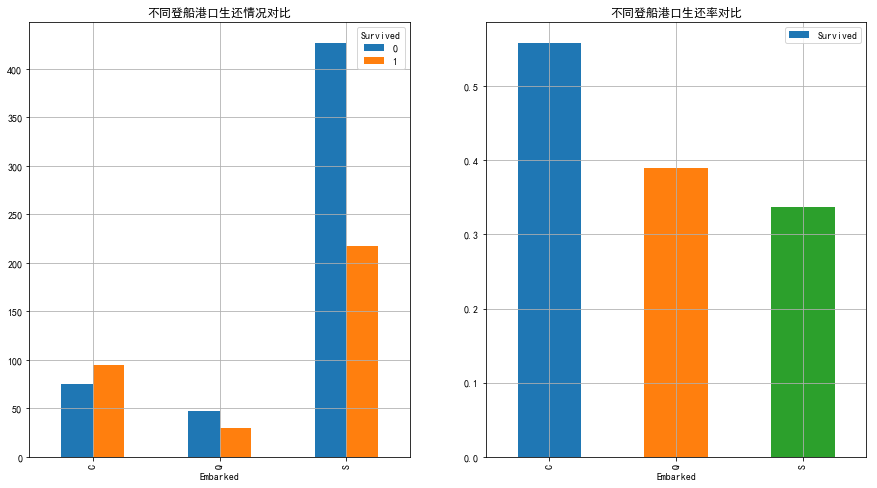 不同登船港口生还情况对比
Survived
0
1
400
350
300
250
200
150
100
50
0
C
Q
S
Embarked
不同登船港口生还率对比
Survived
0.5
0.4
0.3
0.2
0.1
0.0
C
Q
S
Embarked